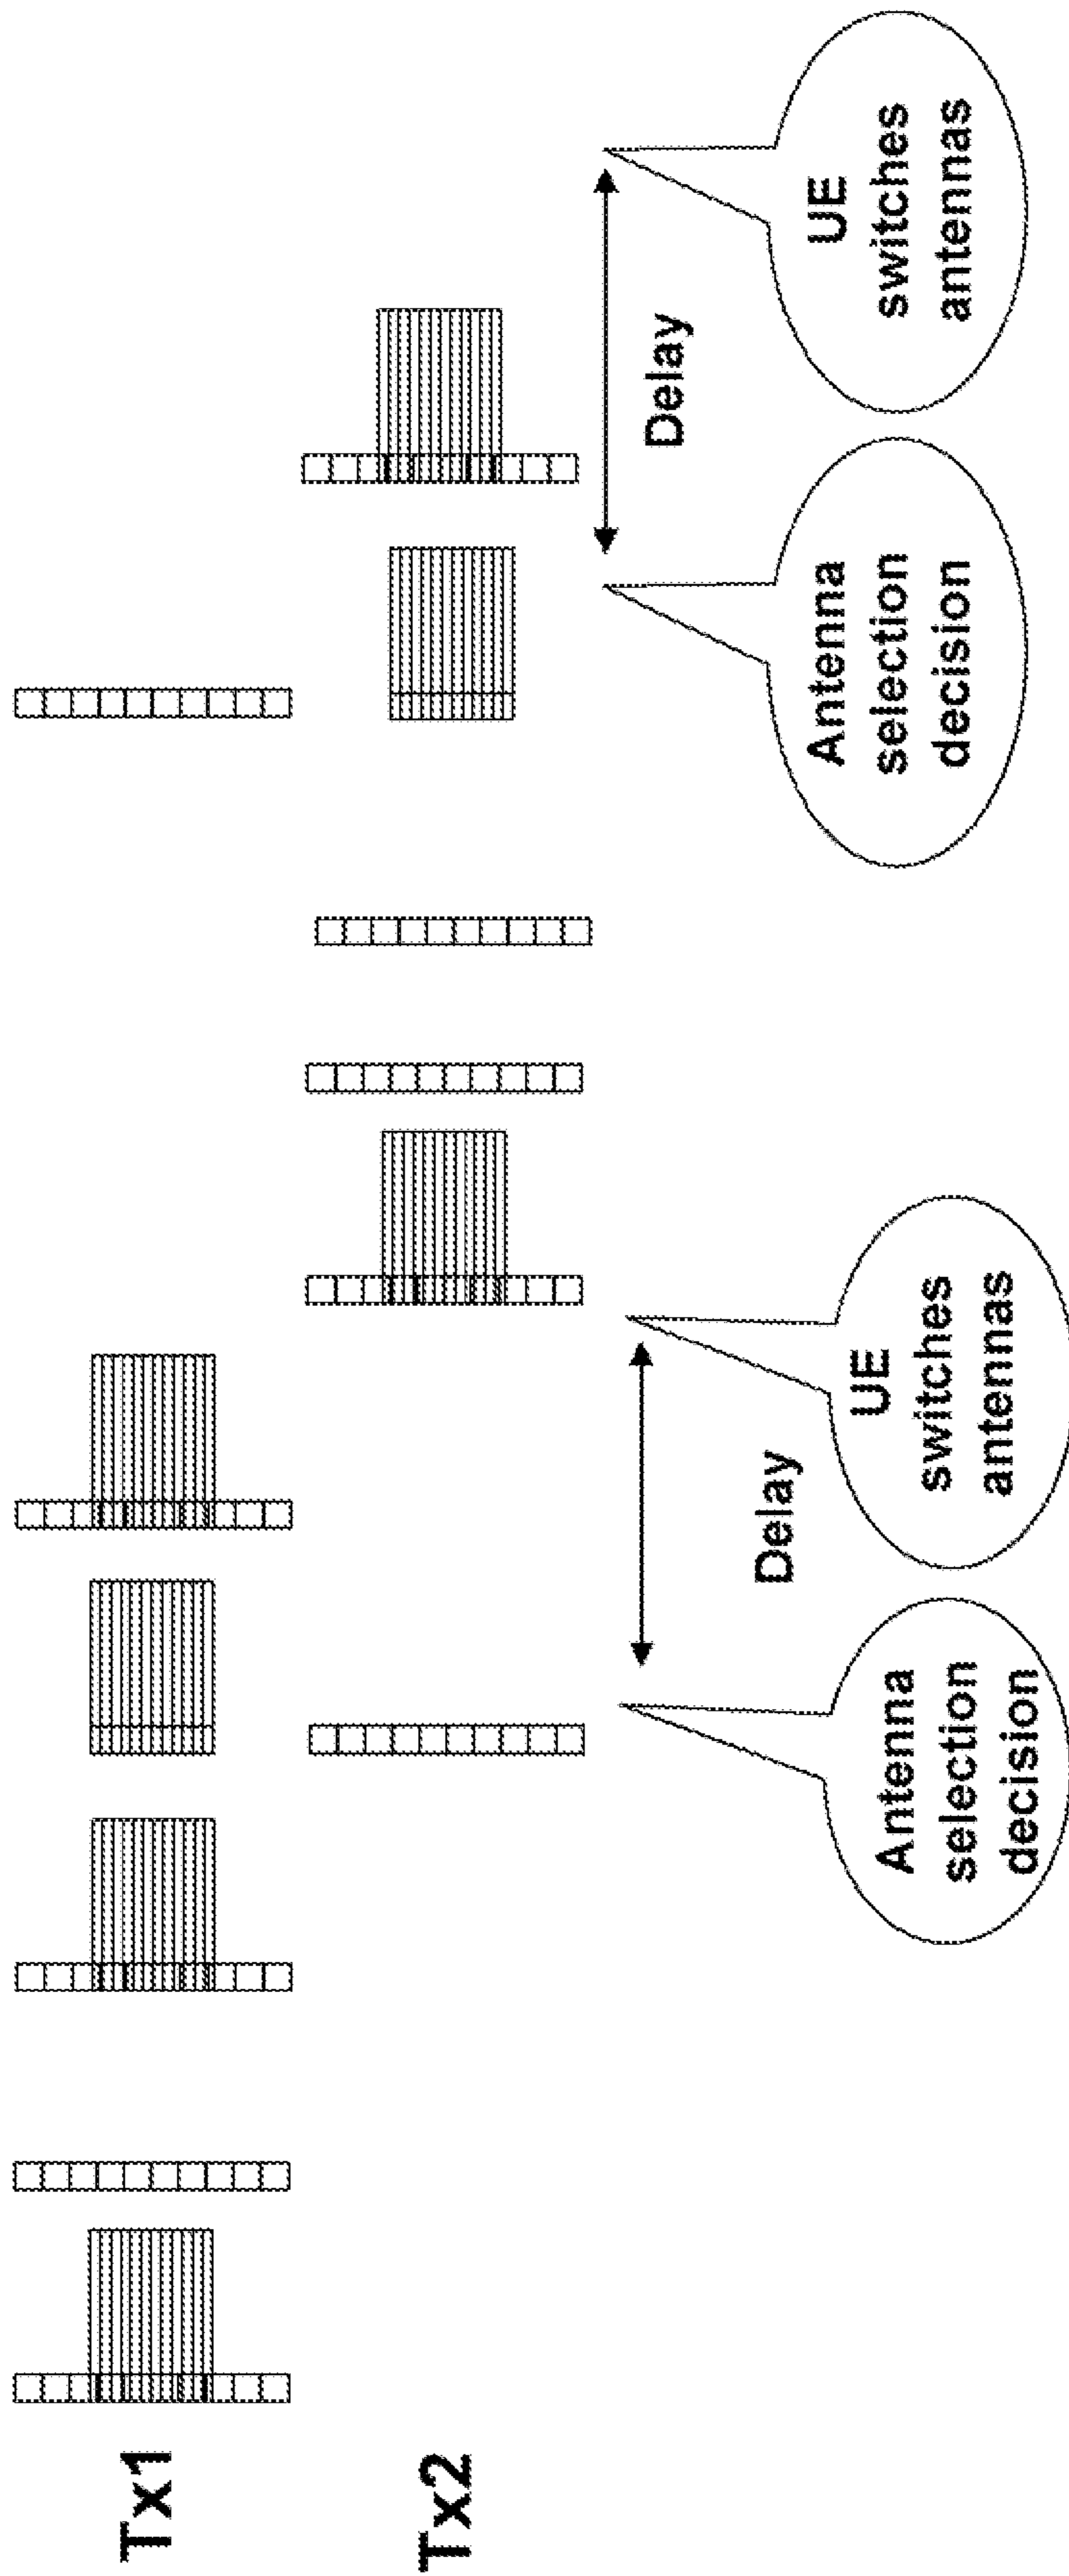 Tx1
Tx2
Delay
Delay
Antenna
selection
decision
UE
switches
antennas
Antenna
selection
decision
UE
switches
antennas